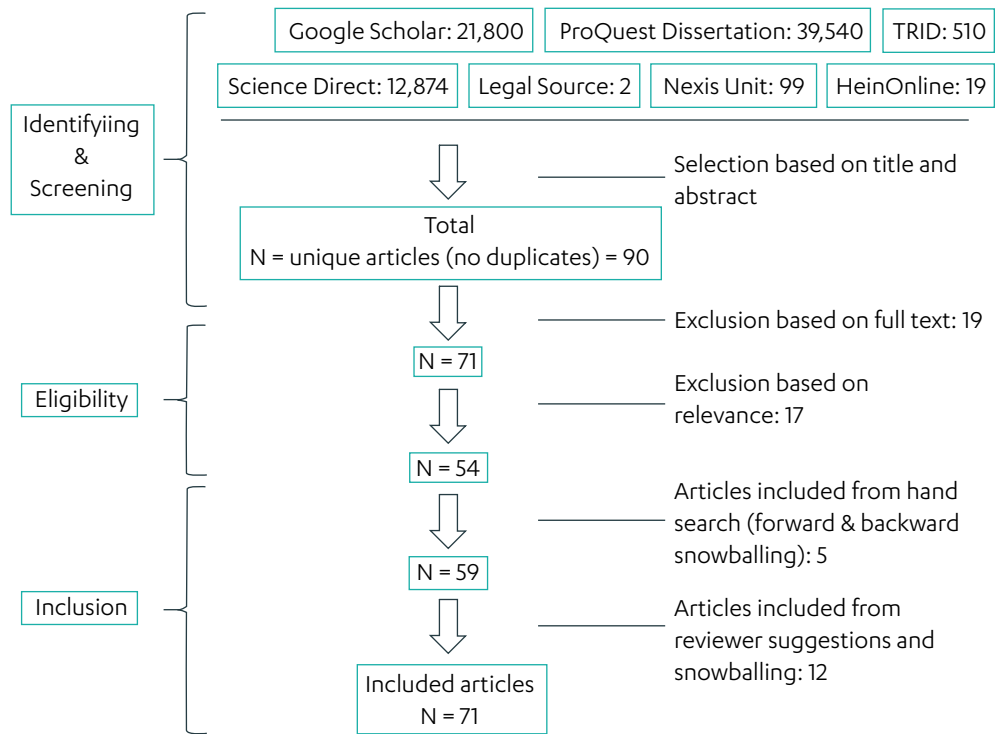 Google Scholar: 21,800
ProQuest Dissertation: 39,540
TRID: 510
Science Direct: 12,874
Legal Source: 2
Nexis Unit: 99
HeinOnline: 19
Identifyiing
&
Screening
Selection based on title and
abstract
Total
N = unique articles (no duplicates) = 90
Exclusion based on full text: 19
N = 71
Eligibility
Exclusion based on
relevance: 17
N = 54
Articles included from hand
search (forward & backward
snowballing): 5
N = 59
Inclusion
Articles included from
reviewer suggestions and
snowballing: 12
Included articles
N = 71